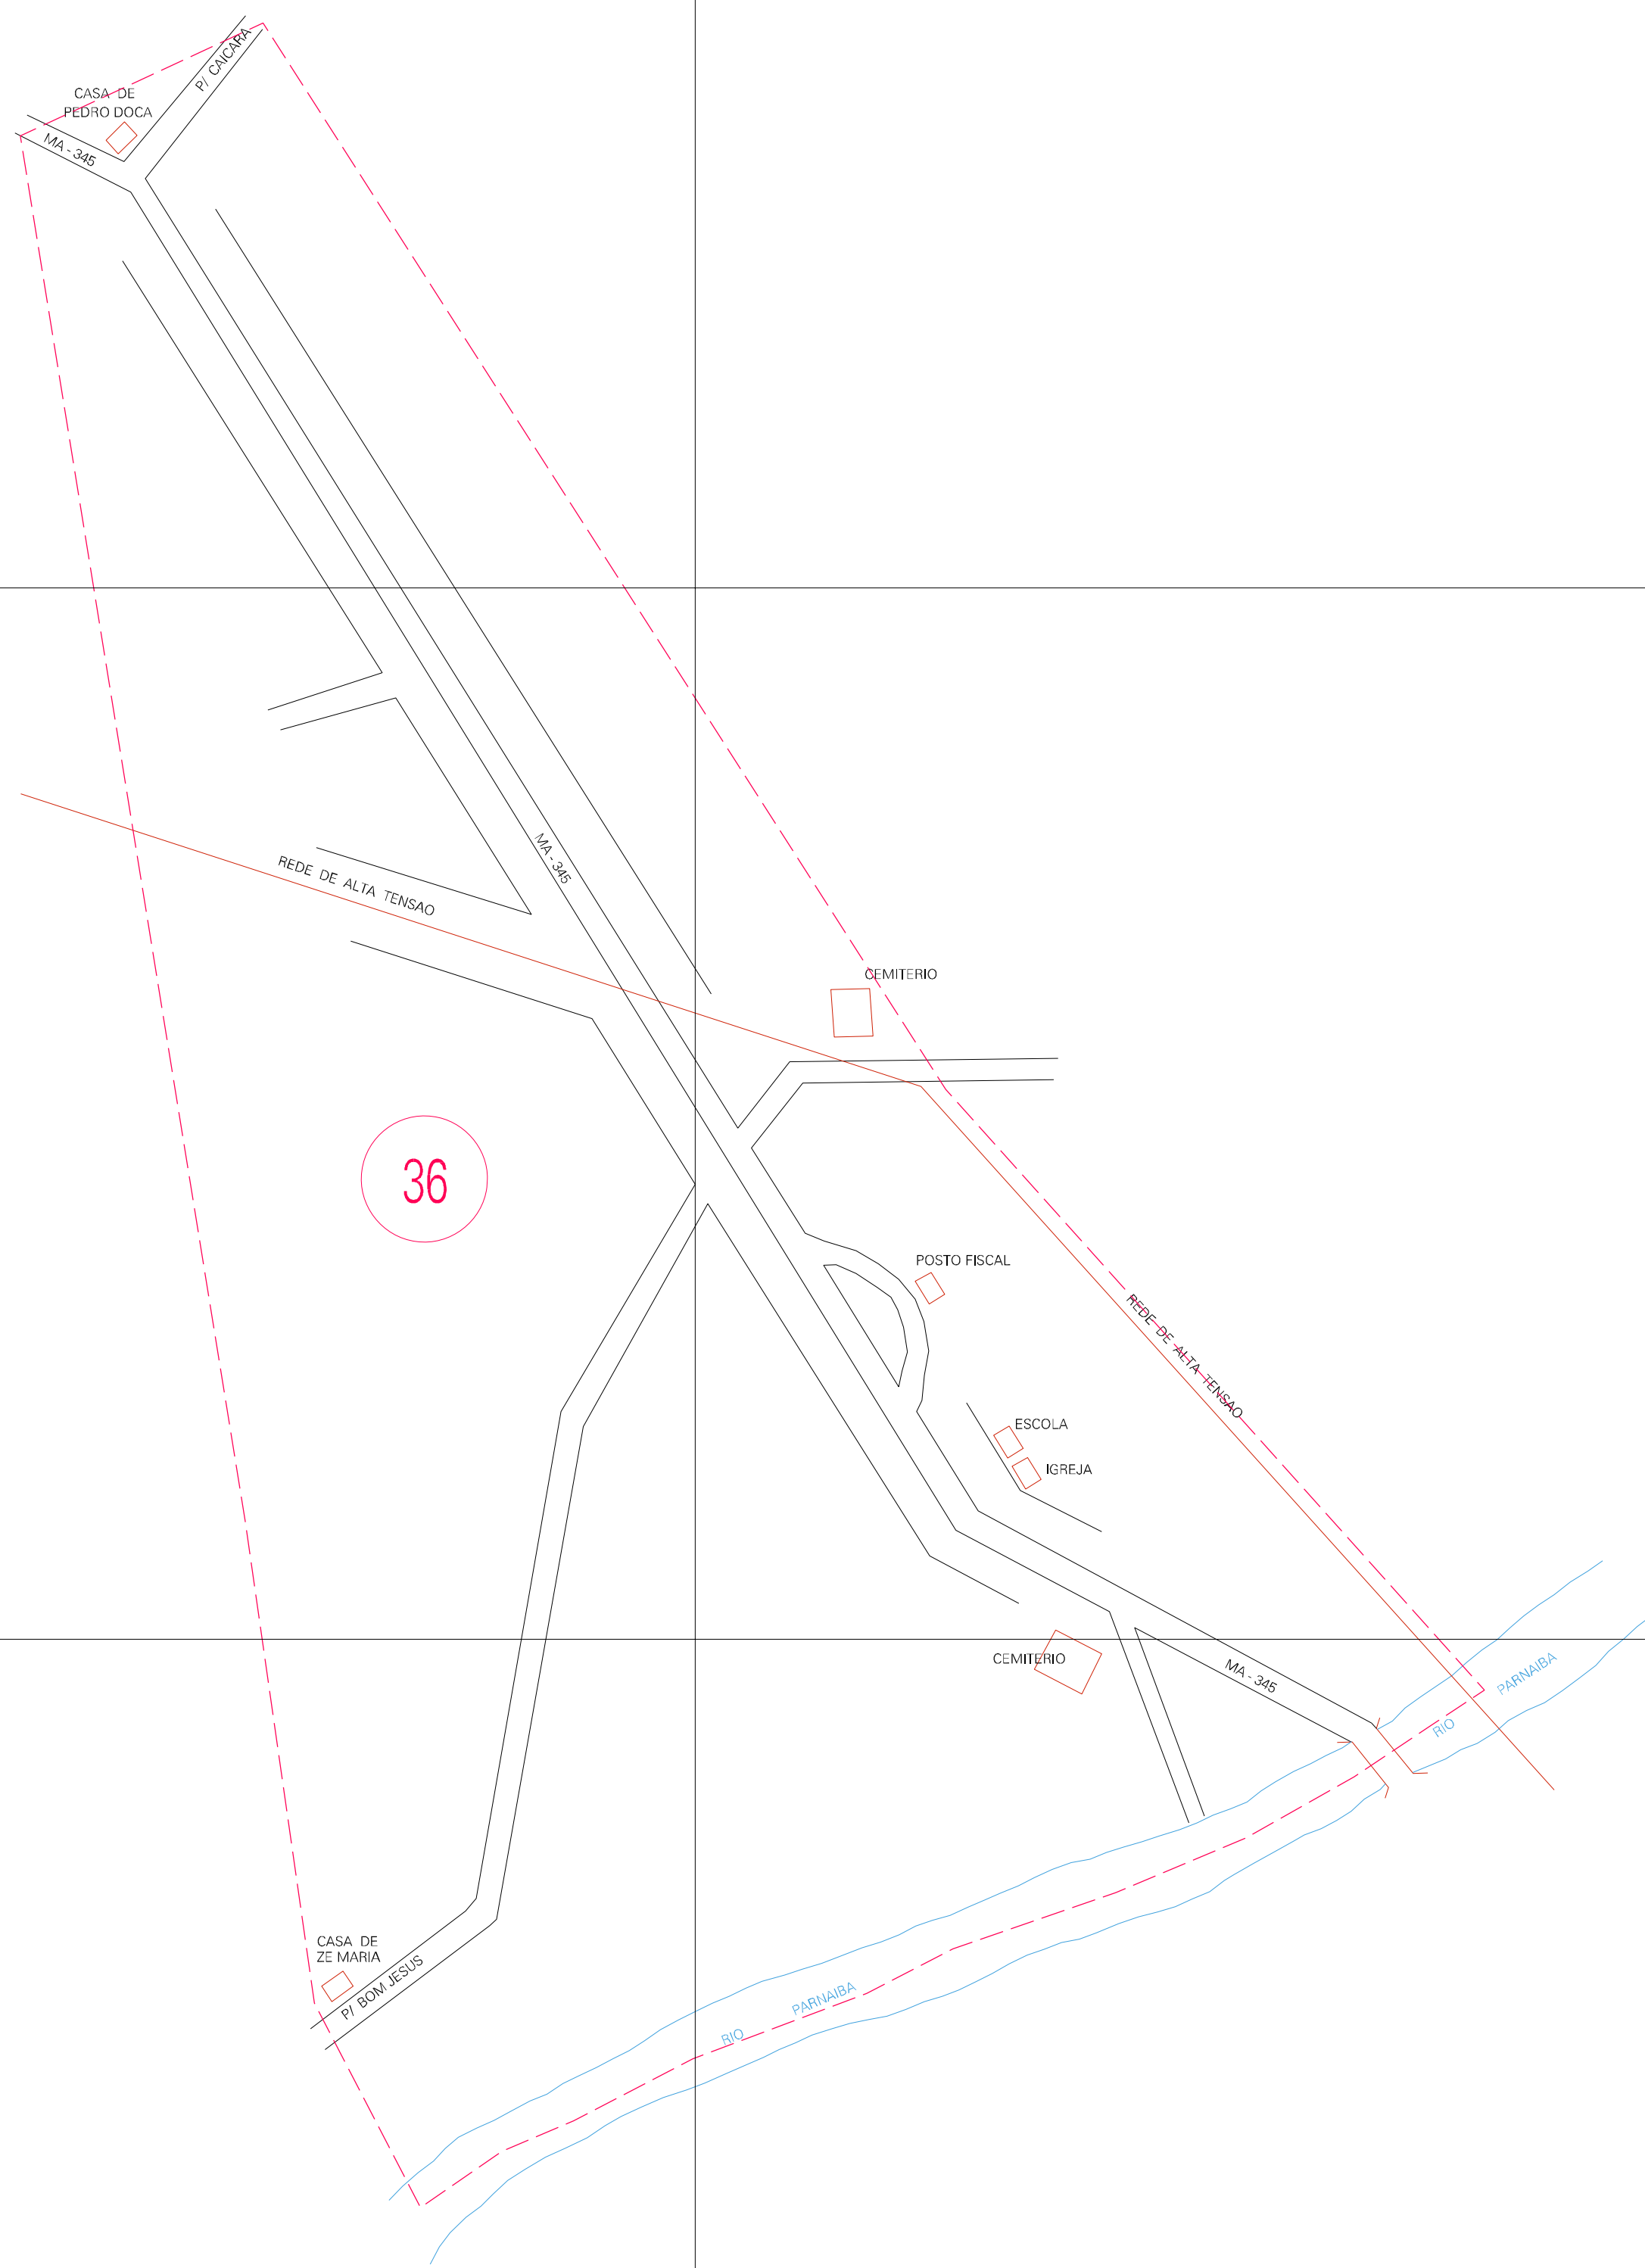 P/ CAICARA
CASA DE
PEDRO DOCA
MA - 345
MA - 345
REDE DE ALTA TENSAO
CEMITERIO
36
POSTO FISCAL
REDE DE ALTA TENSAO
ESCOLA
IGREJA
CEMITERIO
MA - 345
PARNAIBA
RIO
CASA DE
ZE MARIA
P/ BOM JESUS
PARNAIBA
RIO